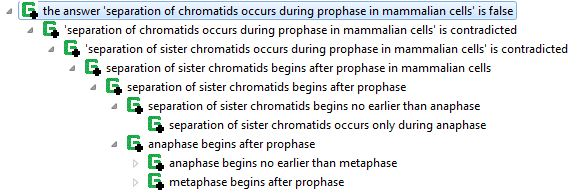 the answer 'separation of chromatids occurs during prophase in mammalian cells' is false
'separation of chromatids occurs during prophase in mammalian cells' is contradicted
'separation of sister chromatids occurs during prophase in mammalian cells' is contradicted
separation of sister chromatids begins after prophase in mammalian cells
separation of sister chromatids begins after prophase
separation of sister chromatids begins no earlier than anaphase
separation of sister chromatids occurs only during anaphase
anaphase begins after prophase
anaphase begins no earlier than metaphase
metaphase begins after prophase